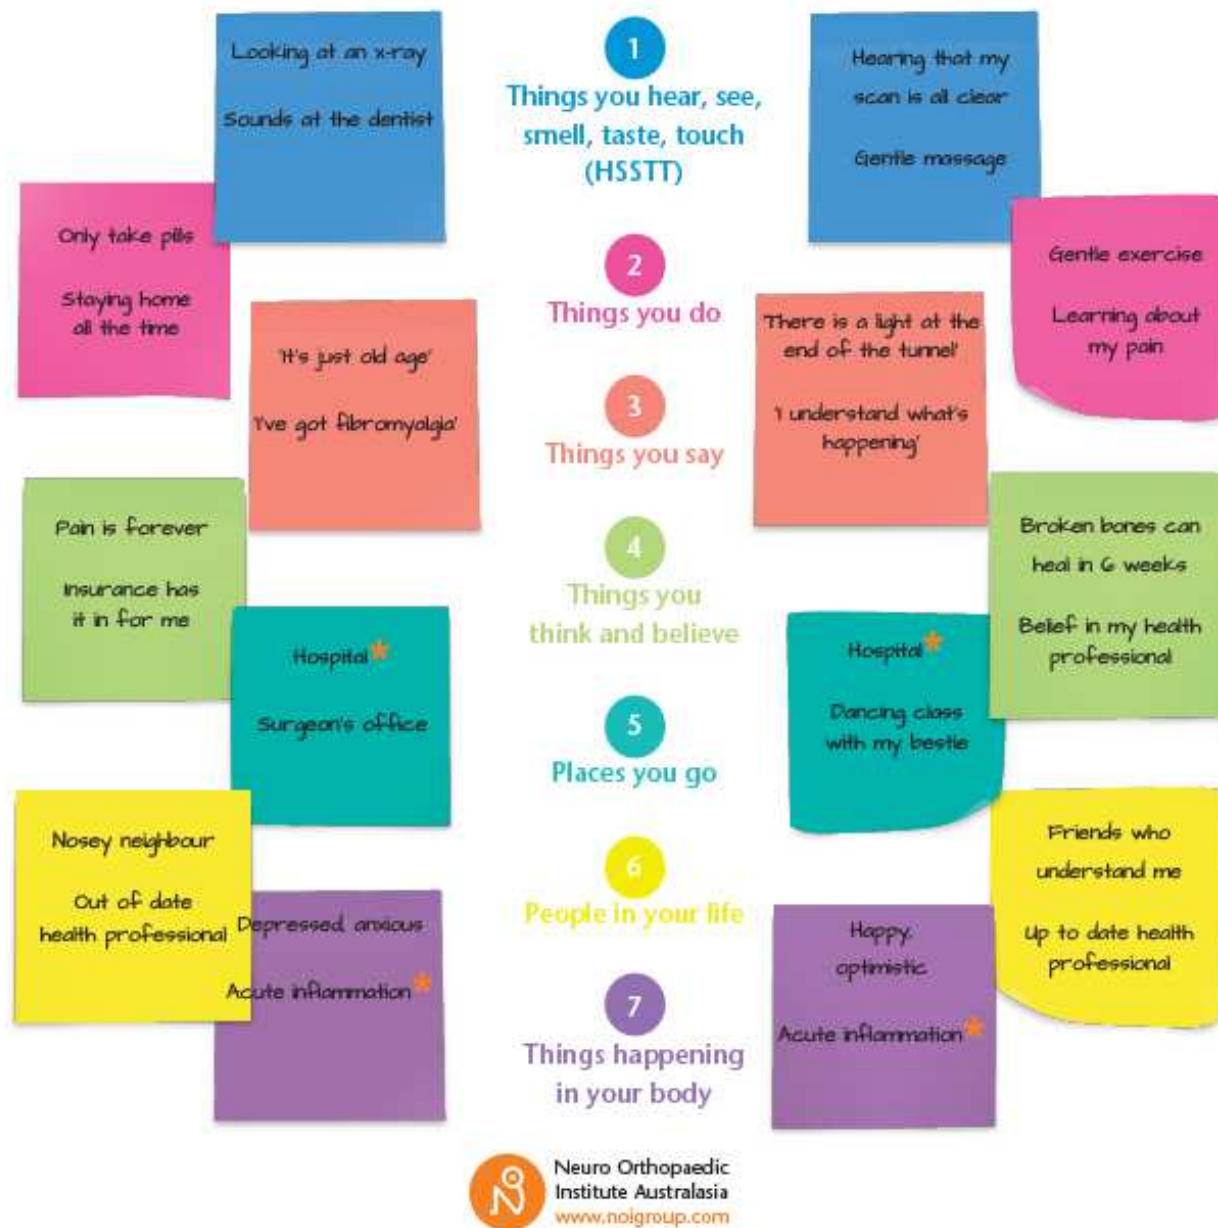 Looking at an x-ray
Sounds at the dentist
1
Things you hear, see,
smell, taste, touch
(HSSTT)
Hearing that my
scan is all clear
Gentle massage
Only take pills
Staying home
all the time
2
Things you do
Gentle exercise
Learning about
my pain
'It's just old age'
'I've got fibromyalgia'
3
Things you say
'There is a light at the
end of the tunnel'
'I understand what's
happening'
Pain is forever
Insurance has
it in for me
4
Things you
think and believe
Broken bones can
heal in 6 weeks
Belief in my health
professional
Hospital*
Surgeon's office
5
Places you go
Hospital*
Dancing class
with my bestie
Nosey neighbour
Out of date
health professional
6
People in your life
Friends who
understand me
Up to date health
professional
Depressed, anxious
Acute inflammation*
7
Things happening
in your body
Happy,
optimistic
Acute inflammation*
Neuro Orthopaedic
Institute Australasia
www.noigroup.com